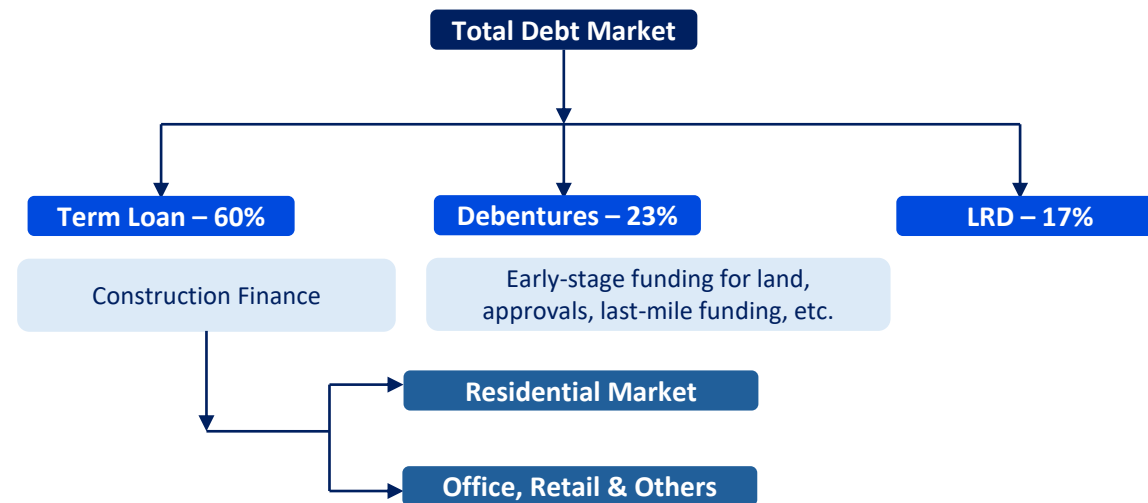 Total Debt Market
Term Loan – 60%
Debentures – 23%
LRD – 17%
Construction Finance
Early-stage funding for land,
approvals, last-mile funding, etc.
Residential Market
Office, Retail & Others